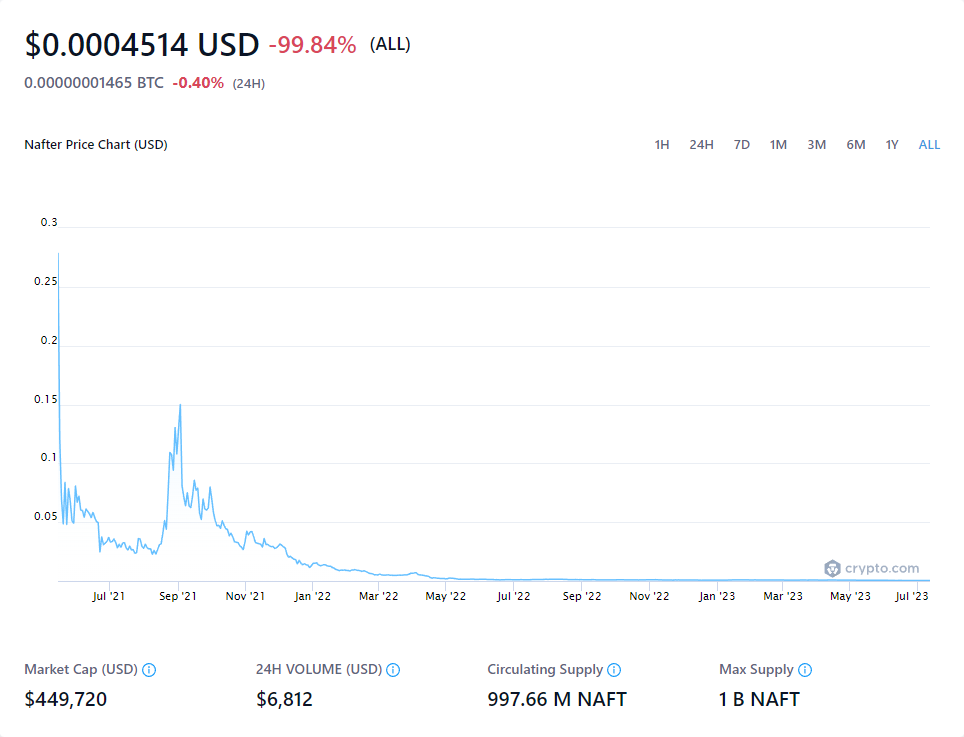 $0.0004514 USD -99.84% (ALL)
0.00000001465 BTC -0.40% (24H)
Nafter Price Chart (USD) 1H 24H 7D 1M 3M 6M 1Y ALL
0.3
0.25
0.2
0.15
0.1
0.05
crypto.com
Jul '21 Sep '21 Nov '21 Jan '22 Mar '22 May '22 Jul '22 Sep '22 Nov '22 Jan '23 Mar '23 May '23 Jul '23
Market Cap (USD) 24H VOLUME (USD) Circulating Supply Max Supply
$449,720 $6,812 997.66 M NAFT 1 B NAFT